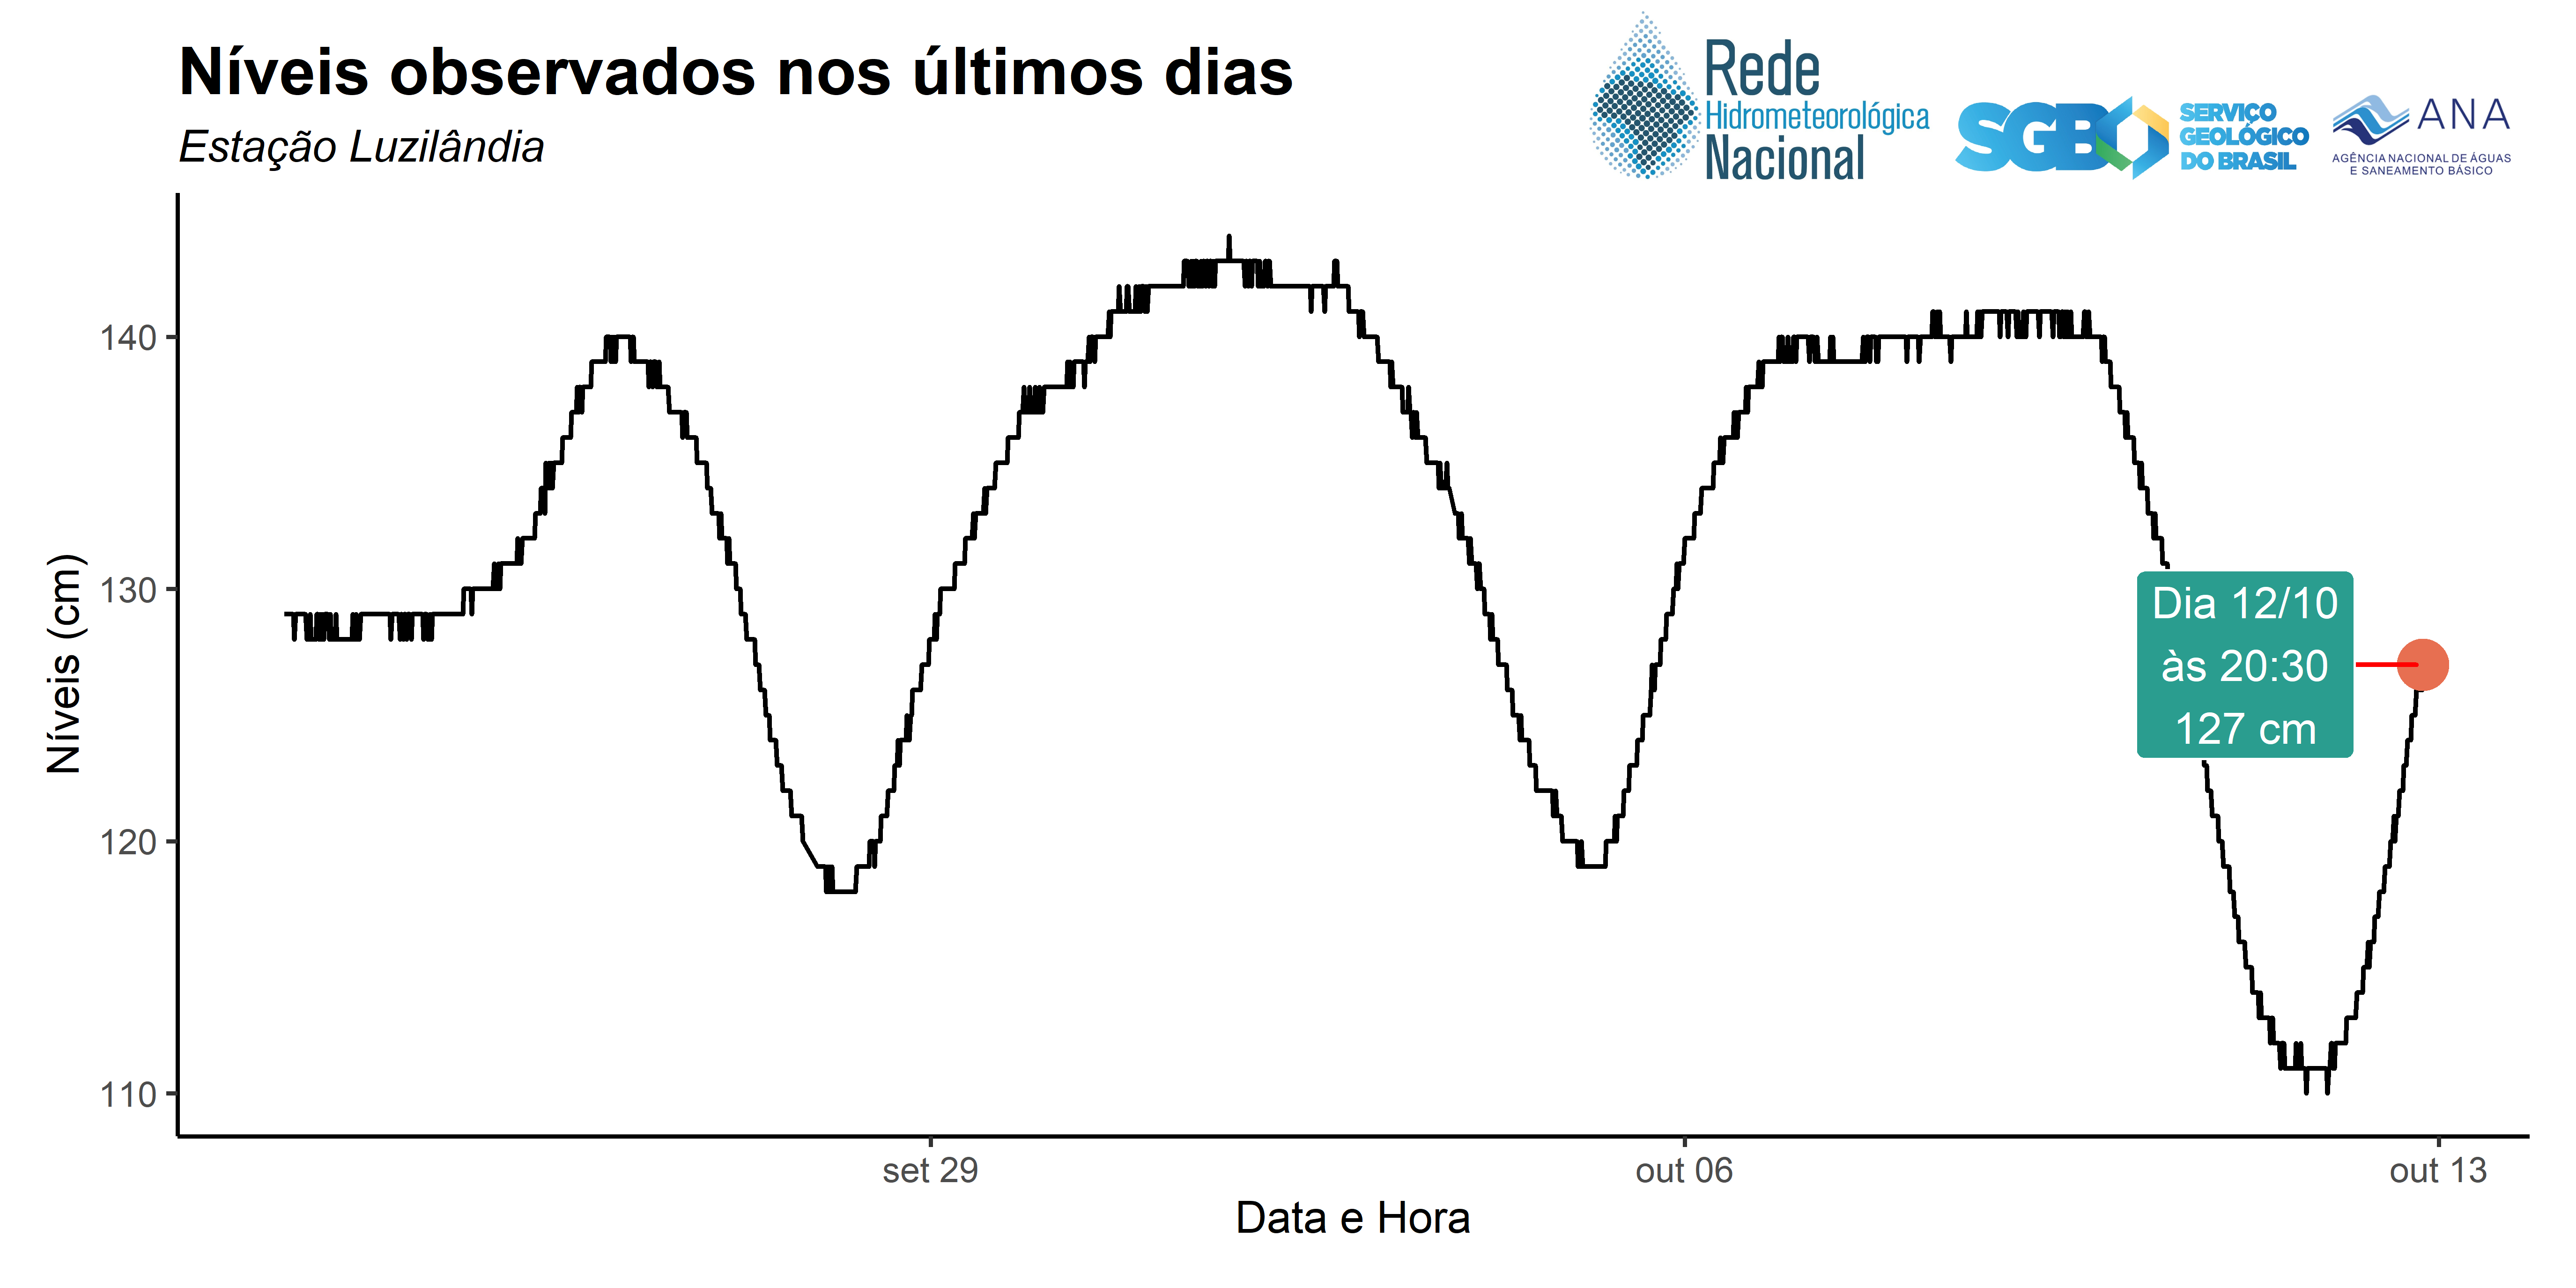 Níveis observados nos últimos dias
Estação Luzilândia
Rede
Hidrometeorológica
Nacional
SGB
SERVIÇO
GEOLÓGICO
DO BRASIL
ANA
AGÊNCIA NACIONAL DE ÁGUAS
E SANEAMENTO BÁSICO
Níveis (cm)
140
130
120
110
Dia 12/10
às 20:30
127 cm
set 29
out 06
out 13
Data e Hora